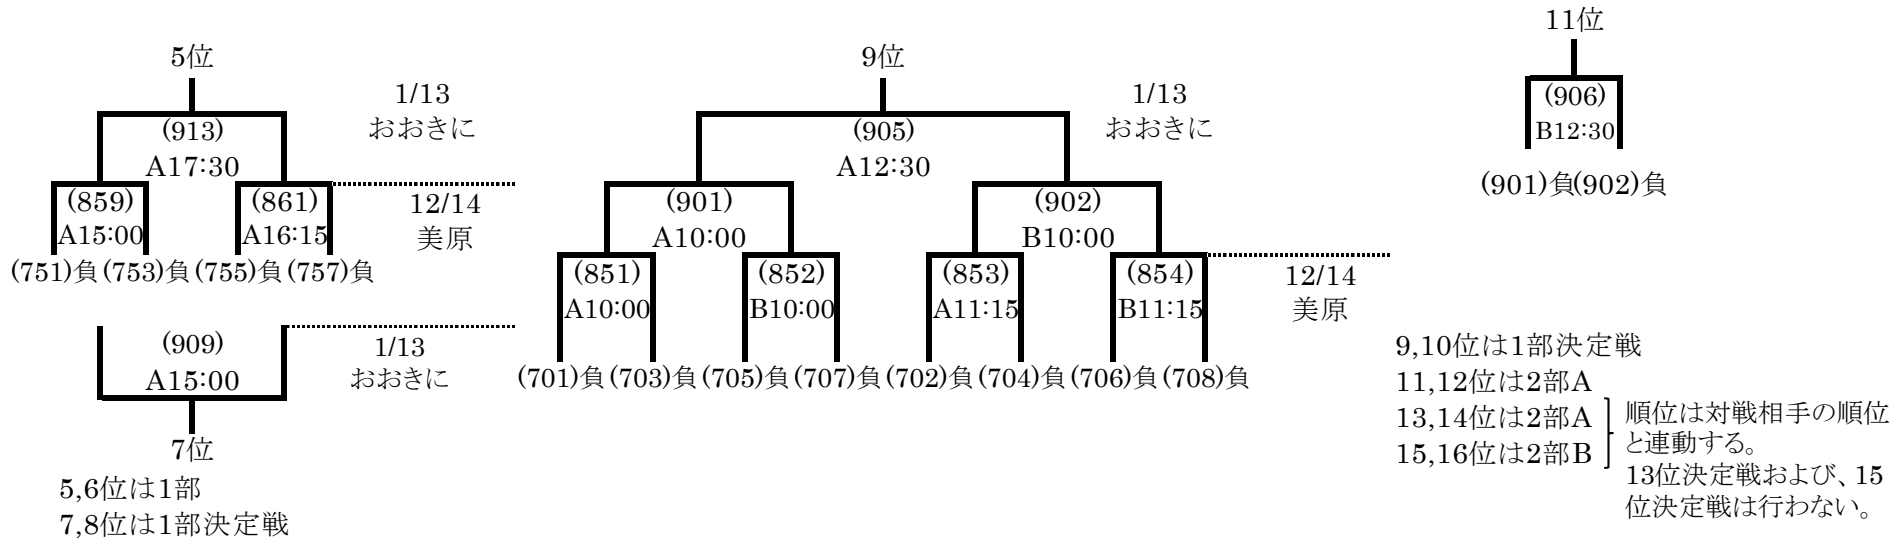 5位
1/13
おおきに
(913)
A17:30
(859)
A15:00
(861)
A16:15
12/14
美原
(751)負(753)負(755)負(757)負
(909)
A15:00
1/13
おおきに
7位
5,6位は1部
7,8位は1部決定戦
9位
1/13
おおきに
(905)
A12:30
(901)
A10:00
(902)
B10:00
(851)
A10:00
(852)
B10:00
(853)
A11:15
(854)
B11:15
12/14
美原
(701)負(703)負(705)負(707)負(702)負(704)負(706)負(708)負
11位
(906)
B12:30
(901)負(902)負
9,10位は1部決定戦
11,12位は2部A
13,14位は2部A
15,16位は2部B
順位は対戦相手の順位
と連動する。
13位決定戦および、15
位決定戦は行わない。